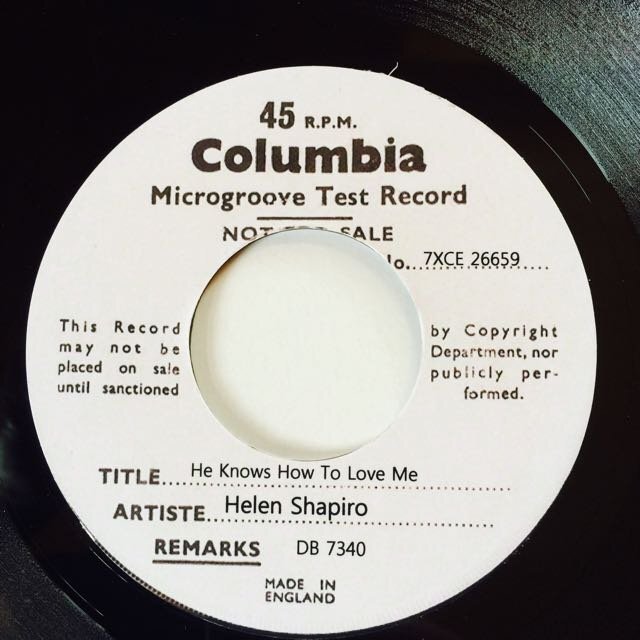 45 R.P.M.
Columbia
Microgroove Test Record
NOT FOR SALE
No....7XCE 26659....
This Record
may not be
placed on sale
until sanctioned
by Copyright
Department, nor
publicly per-
formed.
TITLE....He Knows How To Love Me....
ARTISTE....Helen Shapiro....
REMARKS DB 7340
MADE IN
ENGLAND